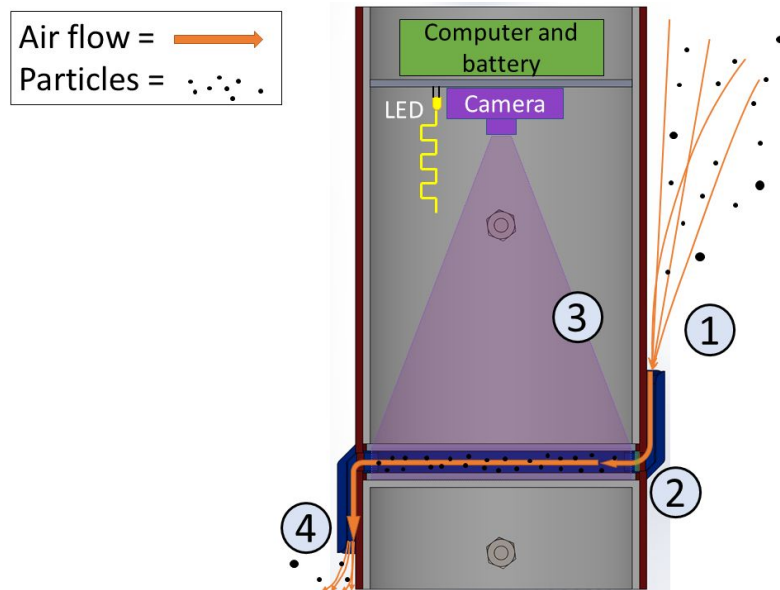 Air flow =
Particles =
Computer and
battery
LED
Camera
3
1
2
4